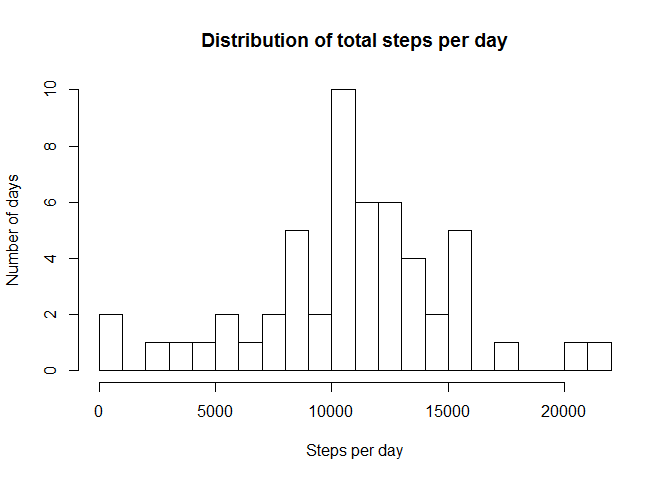 Distribution of total steps per day
Number of days
10
8
6
4
2
0
0 5000 10000 15000 20000
Steps per day